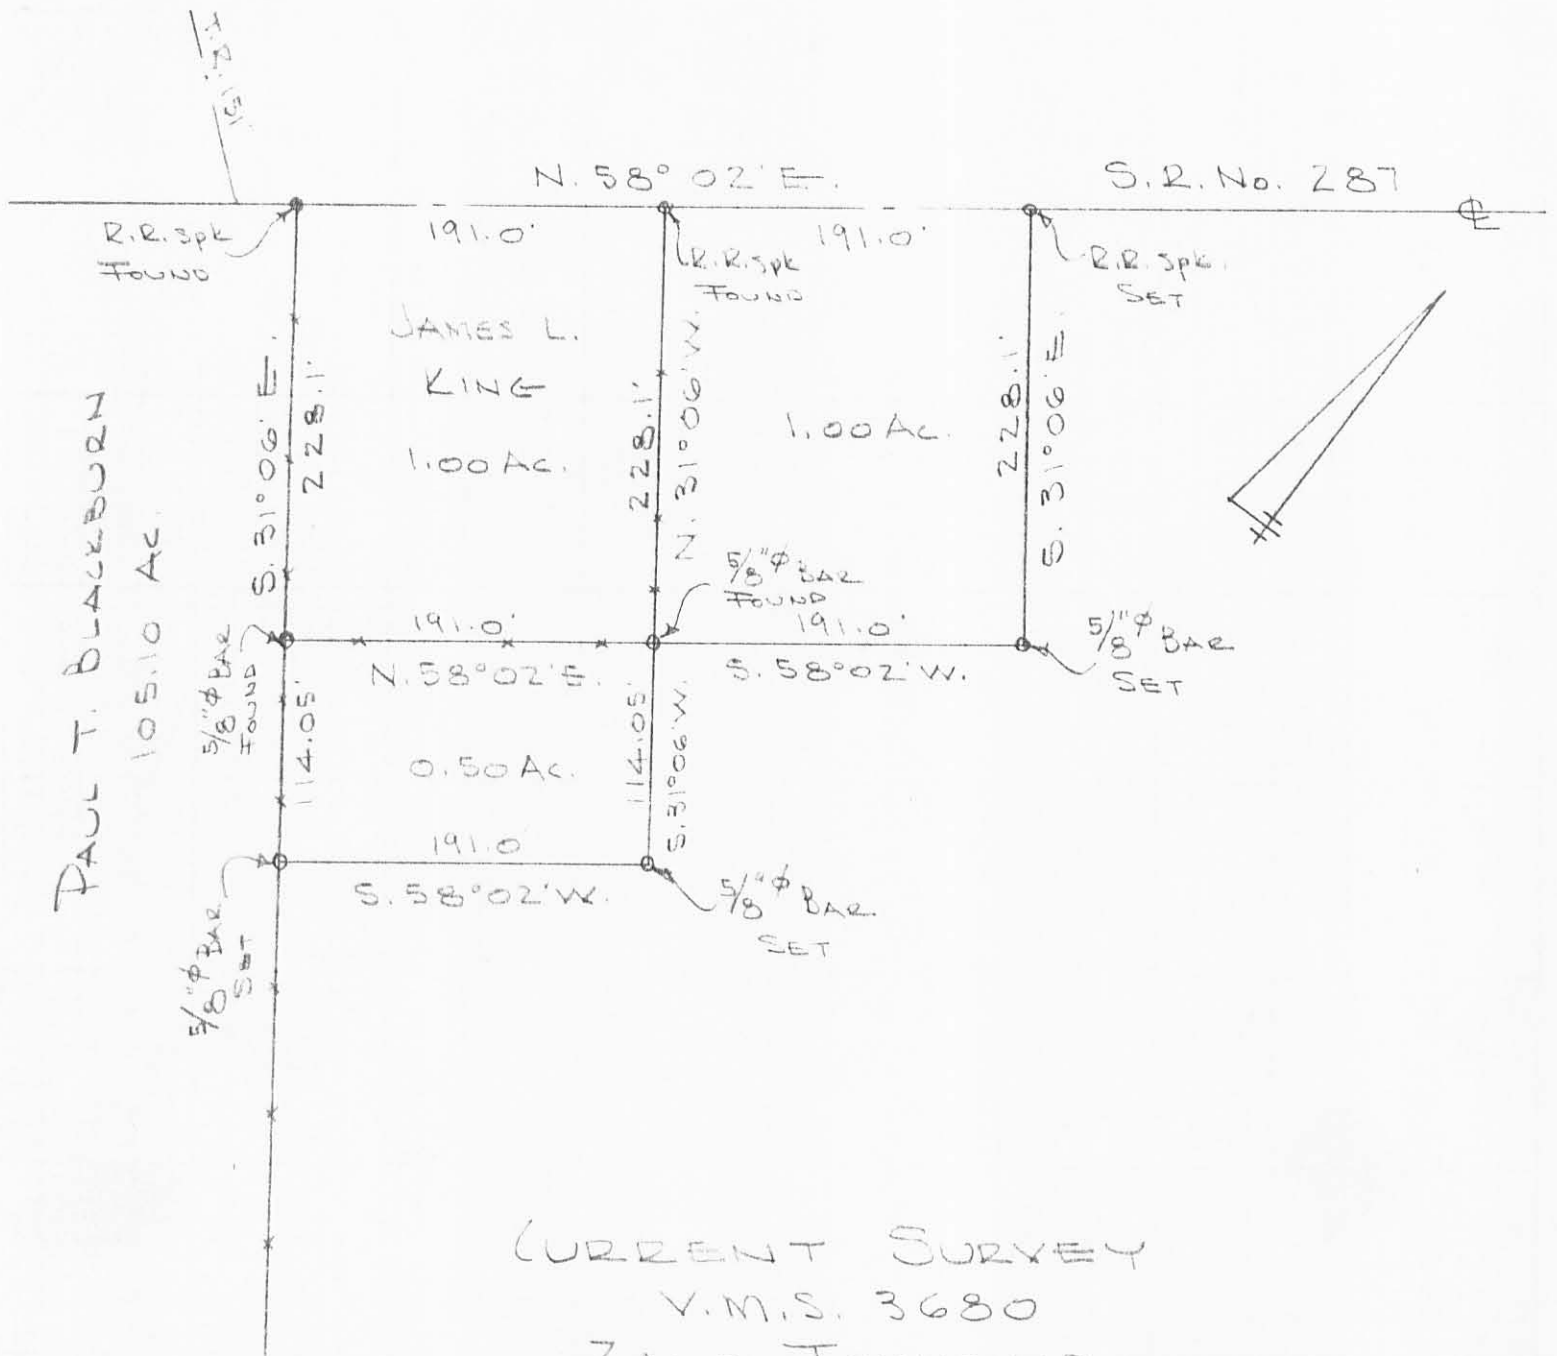 N. 58° 02' E.
S.R. No. 287
R.R. Spk
FOUND
191.0'
R.R. Spk
FOUND
191.0'
R.R. Spk.
SET
JAMES L.
KING
1.00 Ac.
S. 31° 06' E.
228.1'
228.1'
N. 31° 06' W.
1.00 Ac.
228.1'
S. 31° 06' E.
PAUL T. BLACKBURN
105.10 Ac.
5/8"⌀ BAR
FOUND
191.0'
N. 58° 02' E.
5/8"⌀ BAR
FOUND
191.0'
S. 58° 02' W.
5/8"⌀ BAR
SET
114.05'
0.50 Ac.
114.05'
S. 31° 06' W.
191.0
S. 58° 02' W.
5/8"⌀ BAR
SET
5/8"⌀ BAR
SET
CURRENT SURVEY
V.M.S. 3680